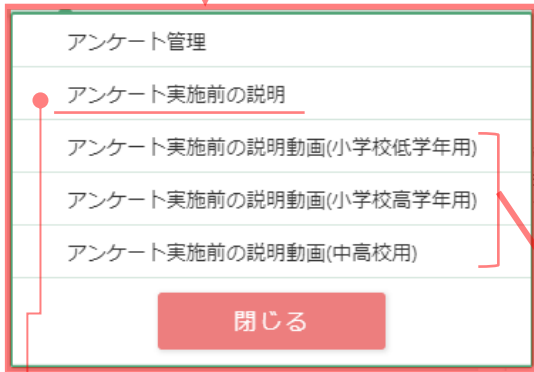 アンケート管理
アンケート実施前の説明
アンケート実施前の説明動画(小学校低学年用)
アンケート実施前の説明動画(小学校高学年用)
アンケート実施前の説明動画(中高校用)
閉じる